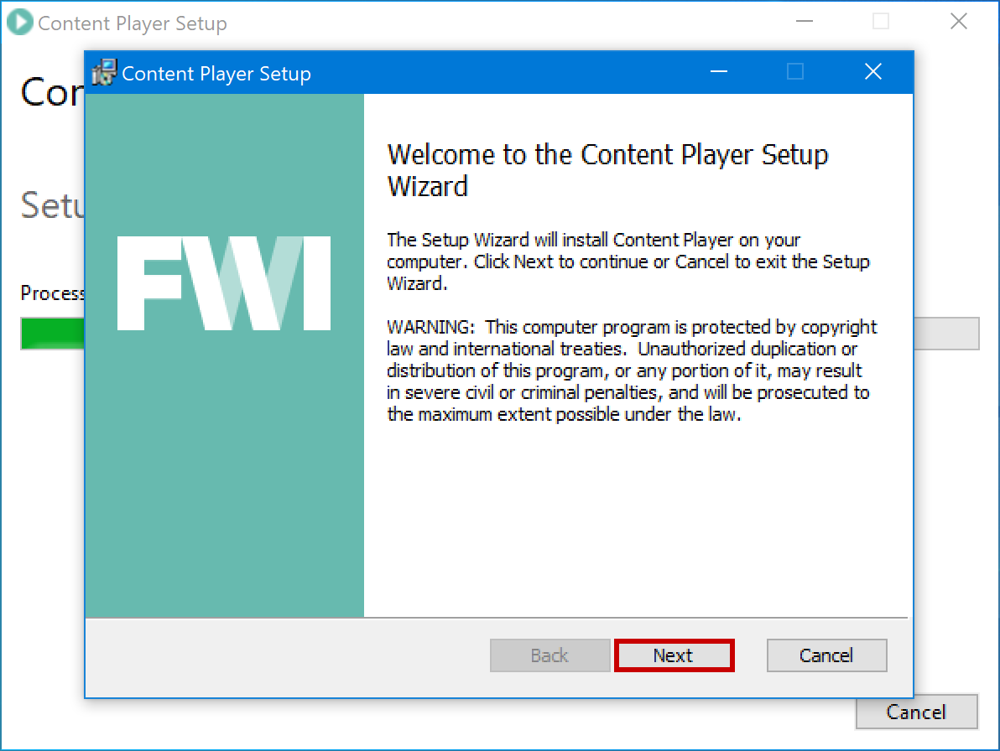 Content Player Setup
Content Player Setup
Welcome to the Content Player Setup
Wizard
The Setup Wizard will install Content Player on your
computer. Click Next to continue or Cancel to exit the Setup
Wizard.
WARNING: This computer program is protected by copyright
law and international treaties. Unauthorized duplication or
distribution of this program, or any portion of it, may result
in severe civil or criminal penalties, and will be prosecuted to
the maximum extent possible under the law.
FWI
Back
Next
Cancel
Cancel